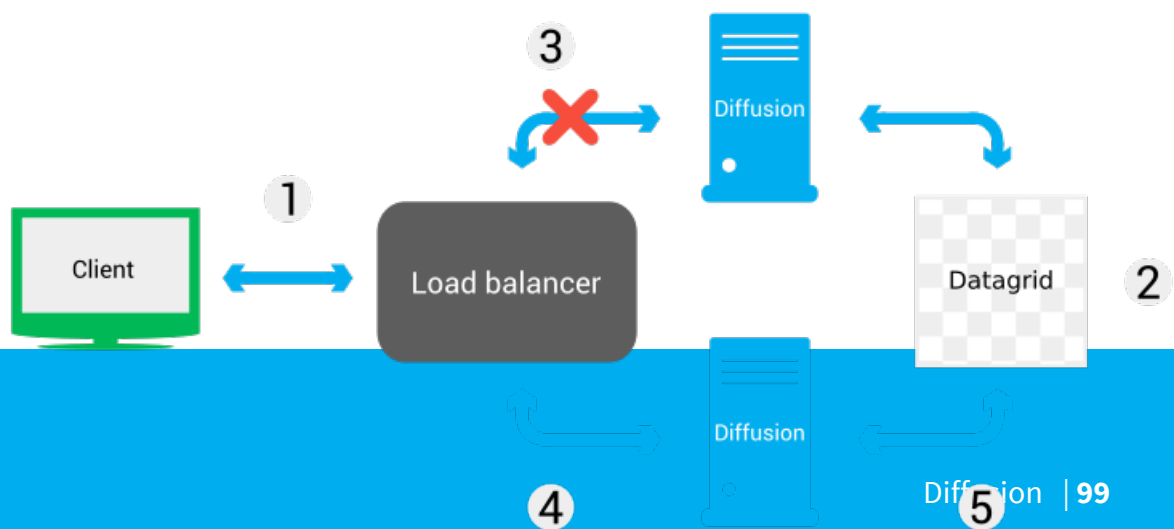 3
Diffusion
1
Client
Load balancer
Datagrid
2
Diffusion
4
5
Diffusion | 99